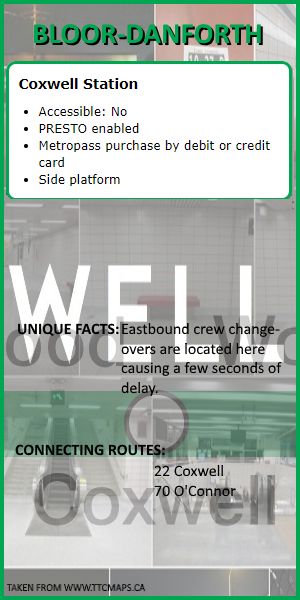 BLOOR-DANFORTH
Coxwell Station
Accessible: No
PRESTO enabled
Metropass purchase by debit or credit
card
Side platform
WELL
UNIQUE FACTS: Eastbound crew change-
overs are located here
causing a few seconds of
delay.
CONNECTING ROUTES:
22 Coxwell
70 O'Connor
Coxwell
TAKEN FROM WWW.TTCMAPS.CA